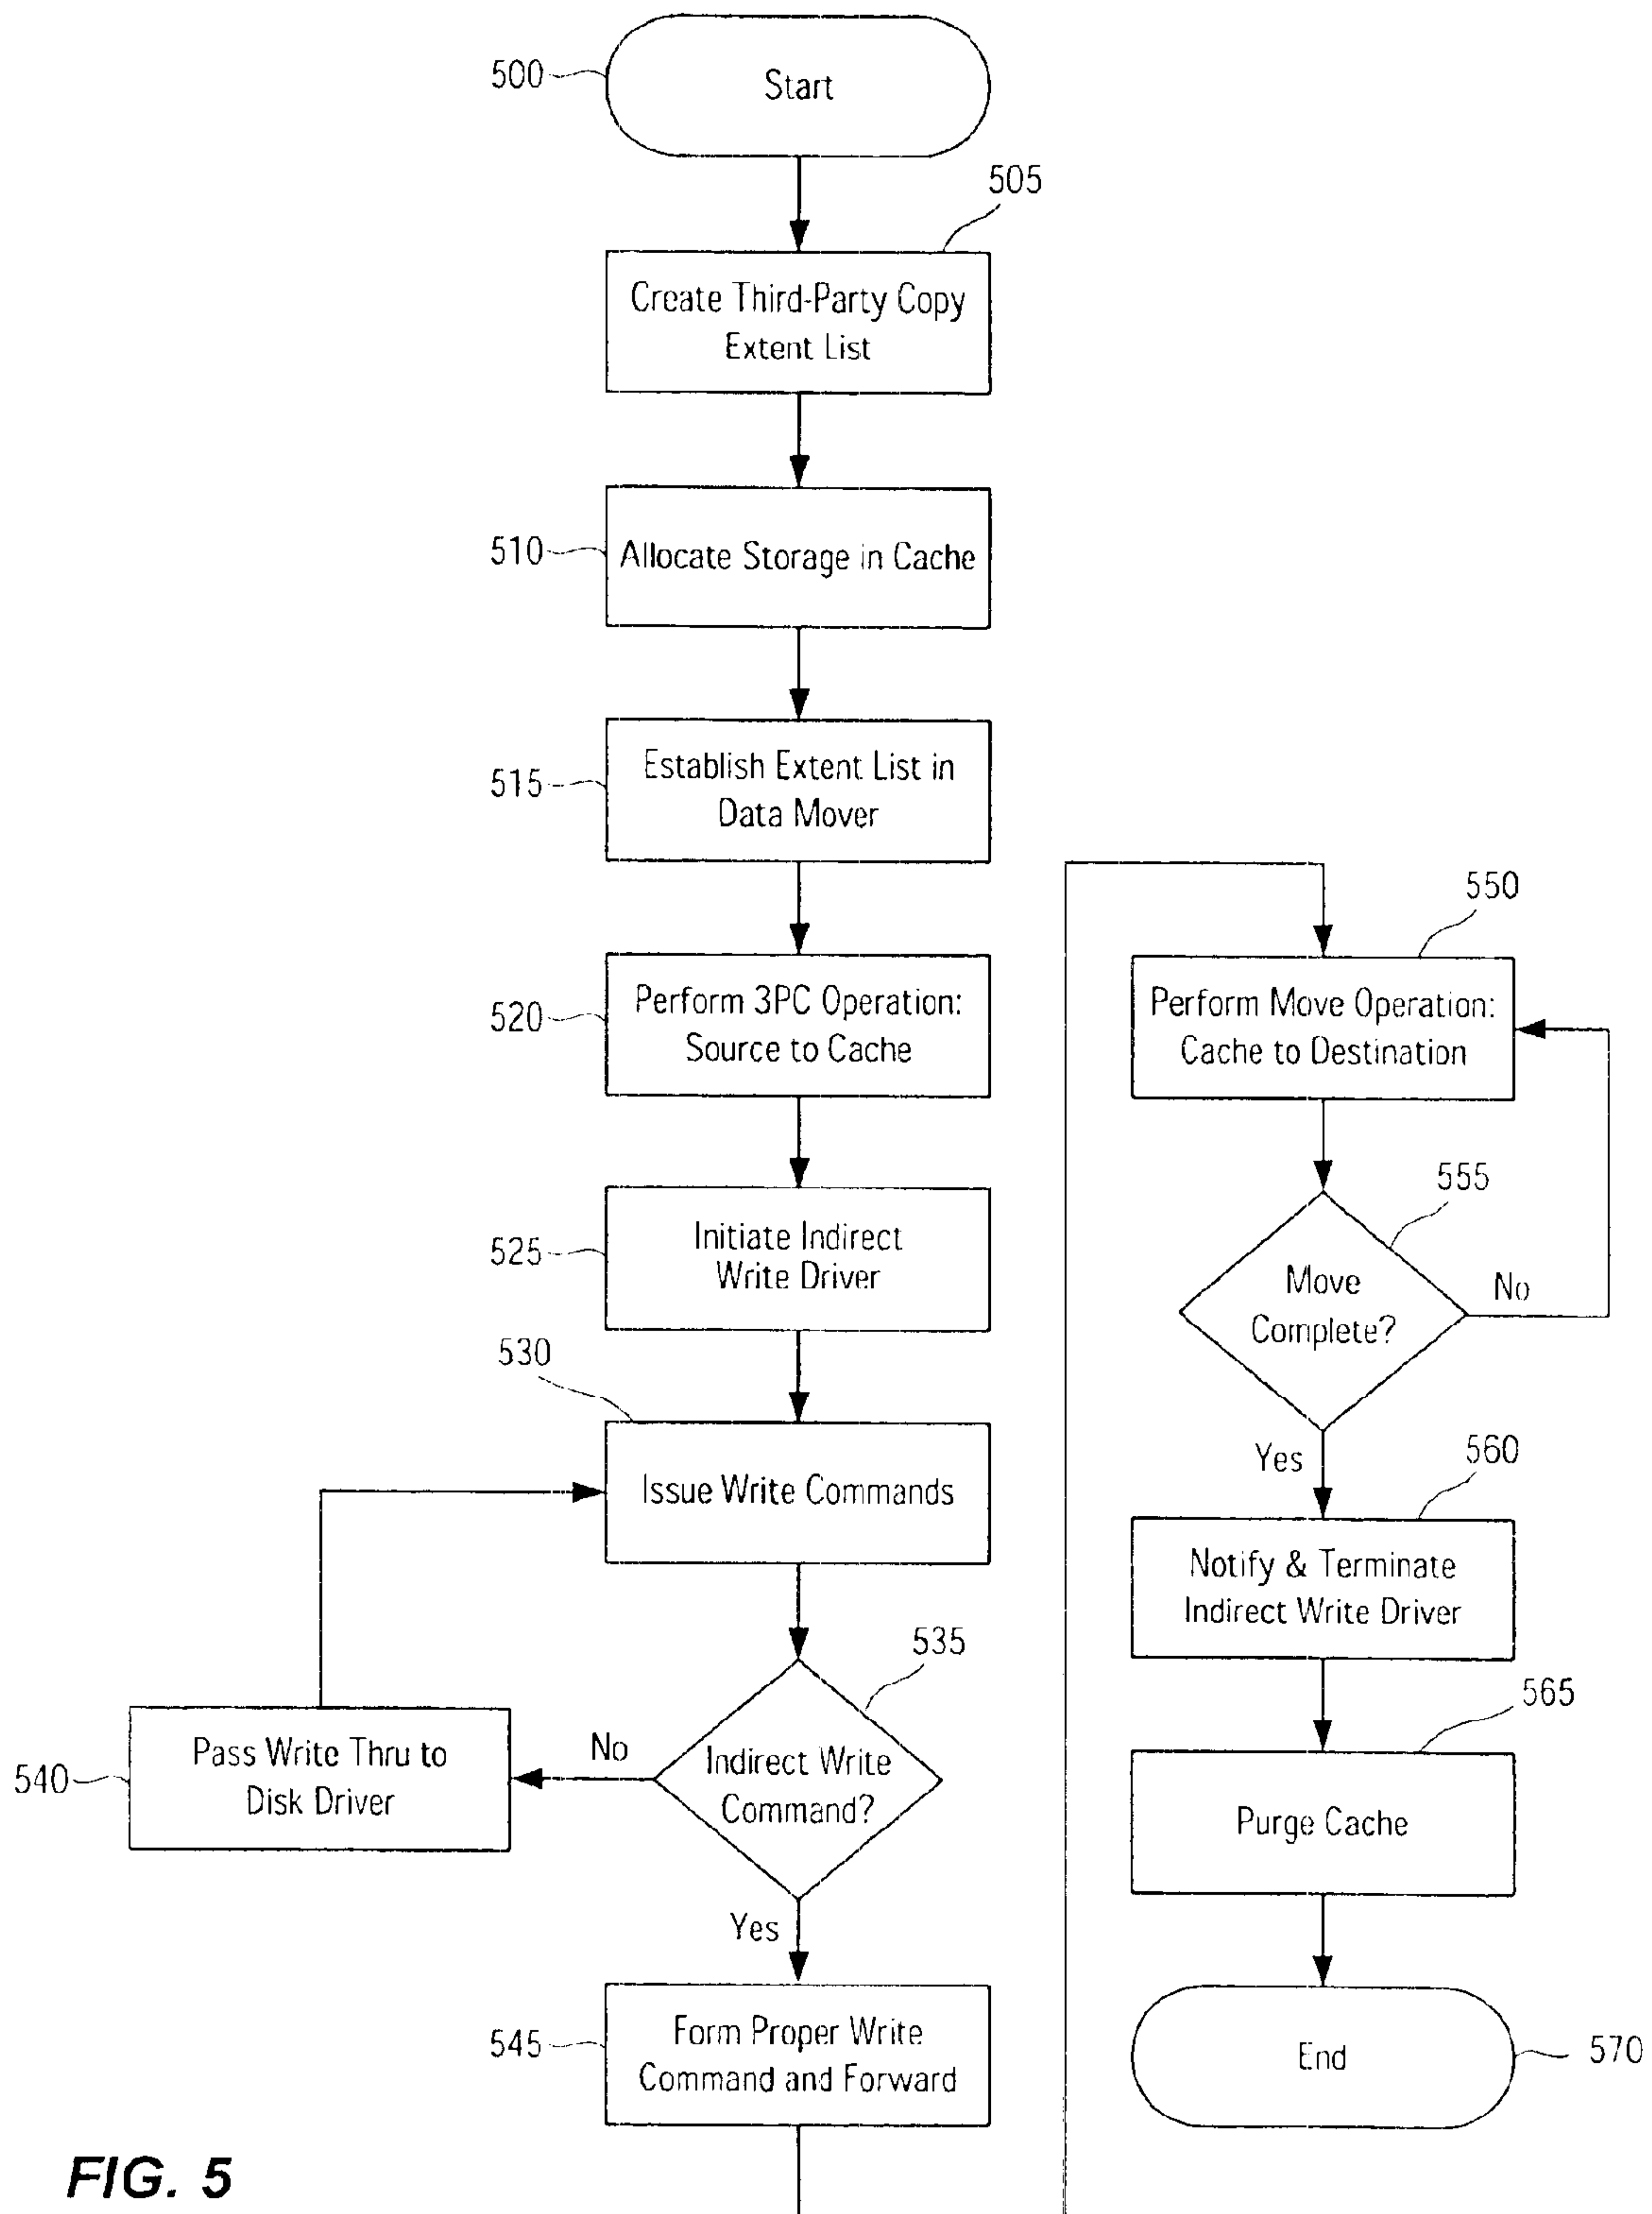 500
Start
505
Create Third-Party Copy
Extent List
510
Allocate Storage in Cache
515
Establish Extent List in
Data Mover
520
Perform 3PC Operation:
Source to Cache
525
Initiate Indirect
Write Driver
530
Issue Write Commands
535
Indirect Write
Command?
No
540
Pass Write Thru to
Disk Driver
Yes
545
Form Proper Write
Command and Forward
550
Perform Move Operation:
Cache to Destination
555
Move
Complete?
No
Yes
560
Notify & Terminate
Indirect Write Driver
565
Purge Cache
End
570
FIG. 5